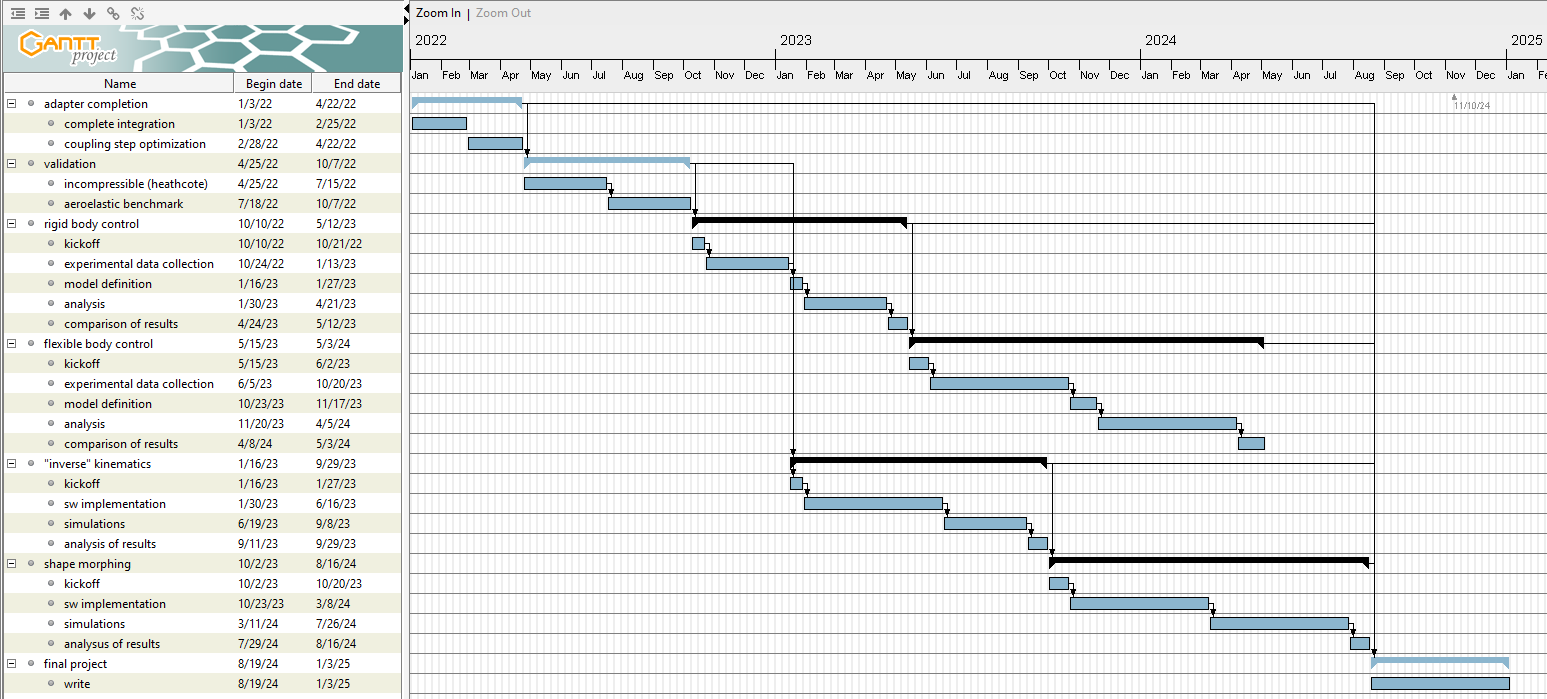 Zoom In | Zoom Out
GANTT project
2022 2023 2024 2025
Jan Feb Mar Apr May Jun Jul Aug Sep Oct Nov Dec Jan Feb Mar Apr May Jun Jul Aug Sep Oct Nov Dec Jan Feb Mar Apr May Jun Jul Aug Sep Oct Nov Dec Jan Fe
Name Begin date End date
adapter completion 1/3/22 4/22/22
11/10/24
complete integration 1/3/22 2/25/22
coupling step optimization 2/28/22 4/22/22
validation 4/25/22 10/7/22
incompressible (heathcote) 4/25/22 7/15/22
aeroelastic benchmark 7/18/22 10/7/22
rigid body control 10/10/22 5/12/23
kickoff 10/10/22 10/21/22
experimental data collection 10/24/22 1/13/23
model definition 1/16/23 1/27/23
analysis 1/30/23 4/21/23
comparison of results 4/24/23 5/12/23
flexible body control 5/15/23 5/3/24
kickoff 5/15/23 6/2/23
experimental data collection 6/5/23 10/20/23
model definition 10/23/23 11/17/23
analysis 11/20/23 4/5/24
comparison of results 4/8/24 5/3/24
"inverse" kinematics 1/16/23 9/29/23
kickoff 1/16/23 1/27/23
sw implementation 1/30/23 6/16/23
simulations 6/19/23 9/8/23
analysis of results 9/11/23 9/29/23
shape morphing 10/2/23 8/16/24
kickoff 10/2/23 10/20/23
sw implementation 10/23/23 3/8/24
simulations 3/11/24 7/26/24
analysus of results 7/29/24 8/16/24
final project 8/19/24 1/3/25
write 8/19/24 1/3/25